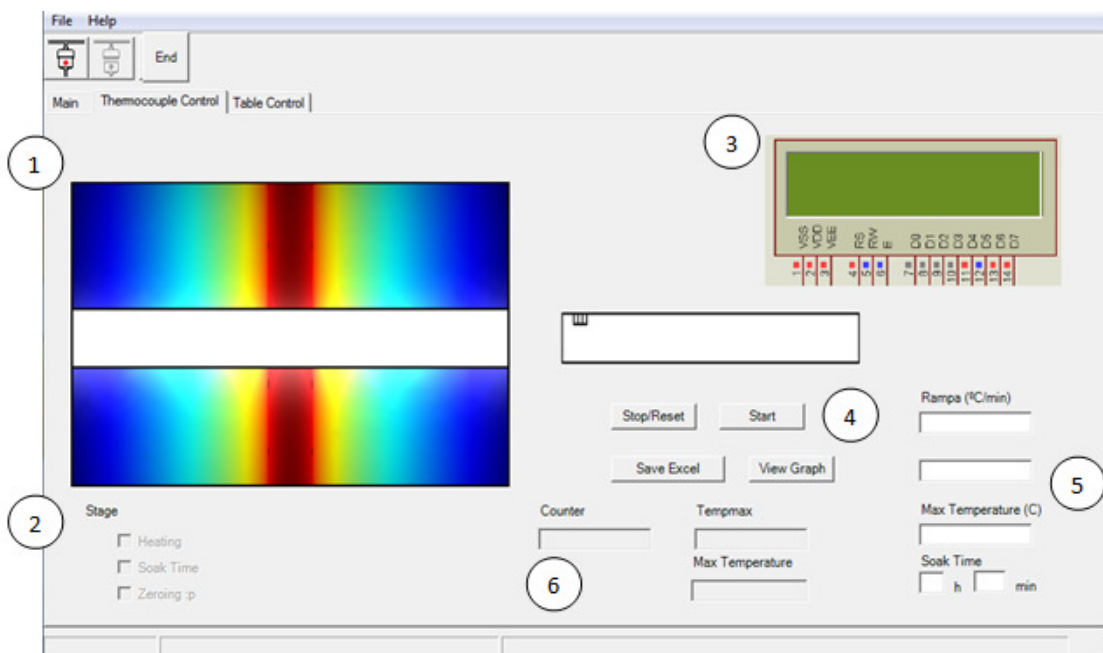 File Help
End
Main Thermocouple Control Table Control
1
3
VSS VDD VEE RS RW E D0 D1 D2 D3 D4 D5 D6 D7
1 2 3 4 5 6 7 8 9 10 11 12 13 14
Rampa (ºC/min)
Stop/Reset Start 4
Save Excel View Graph
5
2 Stage
Counter Tempmax Max Temperature (C)
Heating
Soak Time
Zeroing :p
6
Max Temperature Soak Time
h min